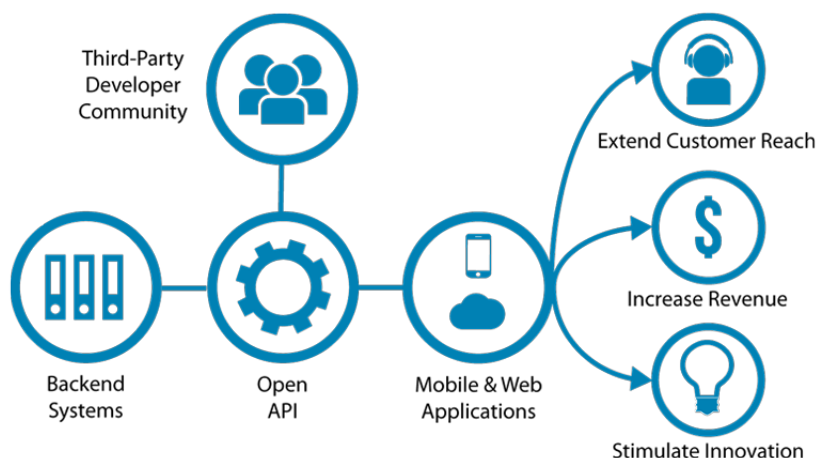 Third-Party
Developer
Community
Extend Customer Reach
$
Increase Revenue
Backend
Systems
Open
API
Mobile & Web
Applications
Stimulate Innovation